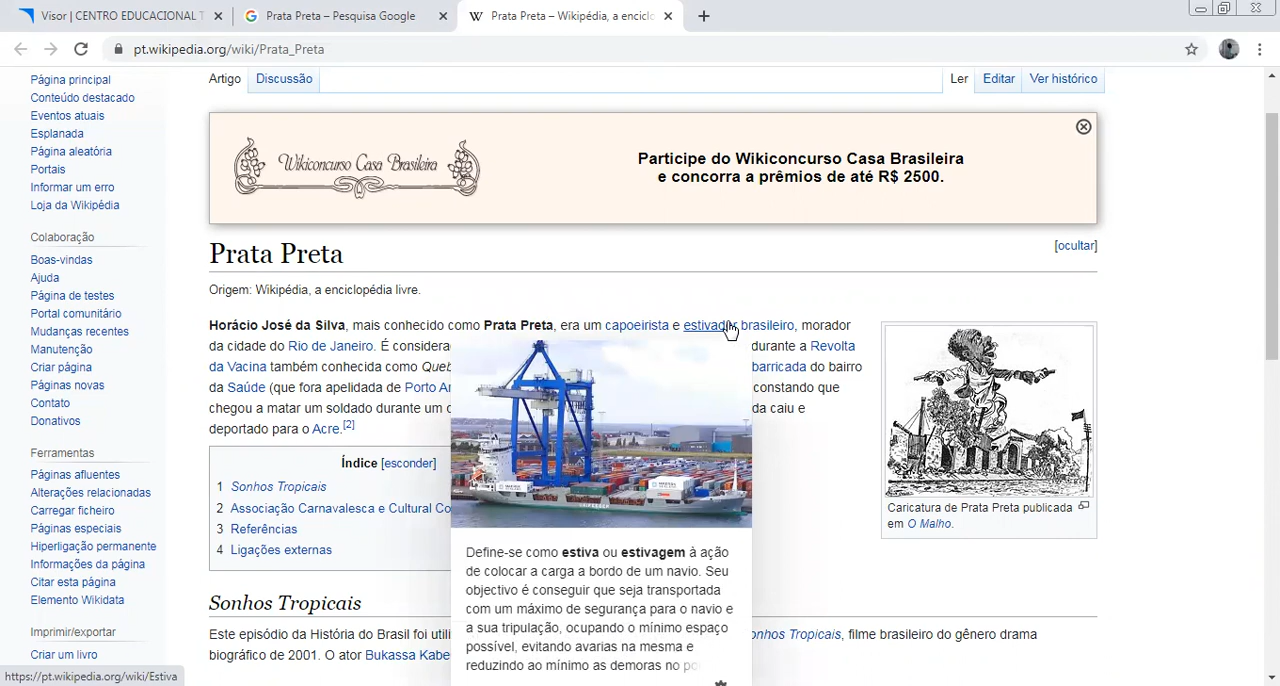 Visor | CENTRO EDUCACIONAL T
Prata Preta – Pesquisa Google
Prata Preta – Wikipédia, a encicl
pt.wikipedia.org/wiki/Prata_Preta
Página principal
Conteúdo destacado
Eventos atuais
Esplanada
Página aleatória
Portais
Informar um erro
Loja da Wikipédia
Colaboração
Boas-vindas
Ajuda
Página de testes
Portal comunitário
Mudanças recentes
Manutenção
Criar página
Páginas novas
Contato
Donativos
Ferramentas
Páginas afluentes
Alterações relacionadas
Carregar ficheiro
Páginas especiais
Hiperligação permanente
Informações da página
Citar esta página
Elemento Wikidata
Imprimir/exportar
Criar um livro
https://pt.wikipedia.org/wiki/Estiva
Artigo Discussão Ler Editar Ver histórico
Wikiconcurso Casa Brasileira
Participe do Wikiconcurso Casa Brasileira
e concorra a prêmios de até R$ 2500.
[ocultar]
Prata Preta
Origem: Wikipédia, a enciclopédia livre.
Horácio José da Silva, mais conhecido como Prata Preta, era um capoeirista e estivador brasileiro, morador
da cidade do Rio de Janeiro. É considera durante a Revolta
da Vacina também conhecida como Queb barricada do bairro
da Saúde (que fora apelidada de Porto Ar constando que
chegou a matar um soldado durante um c da caiu e
deportado para o Acre.[2]
Índice [esconder]
1 Sonhos Tropicais
2 Associação Carnavalesca e Cultural Co
3 Referências
4 Ligações externas
Define-se como estiva ou estivagem à ação
de colocar a carga a bordo de um navio. Seu
objectivo é conseguir que seja transportada
com um máximo de segurança para o navio e
a sua tripulação, ocupando o mínimo espaço
possível, evitando avarias na mesma e
reduzindo ao mínimo as demoras no po
Caricatura de Prata Preta publicada
em O Malho.
Sonhos Tropicais
Este episódio da História do Brasil foi utili onhos Tropicais, filme brasileiro do gênero drama
biográfico de 2001. O ator Bukassa Kabe